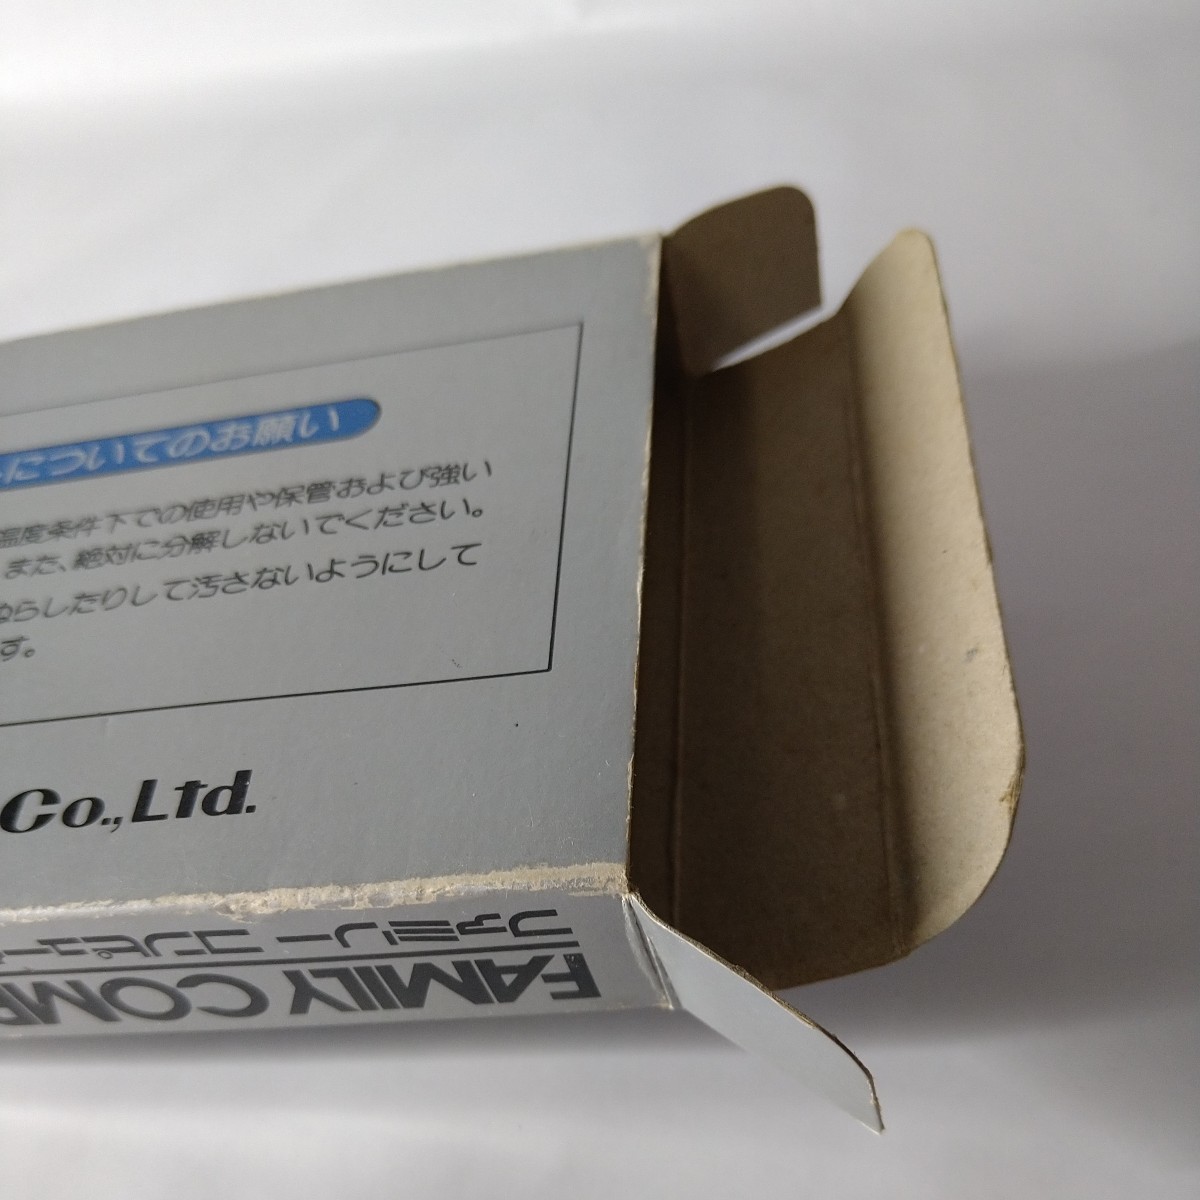 についてのお願い
温度条件下での使用や保管および強い
また、絶対に分解しないでください。
ぬらしたりして汚さないようにして
す。
Co.,Ltd.
ファミリーコンピュー
FAMILY COMP